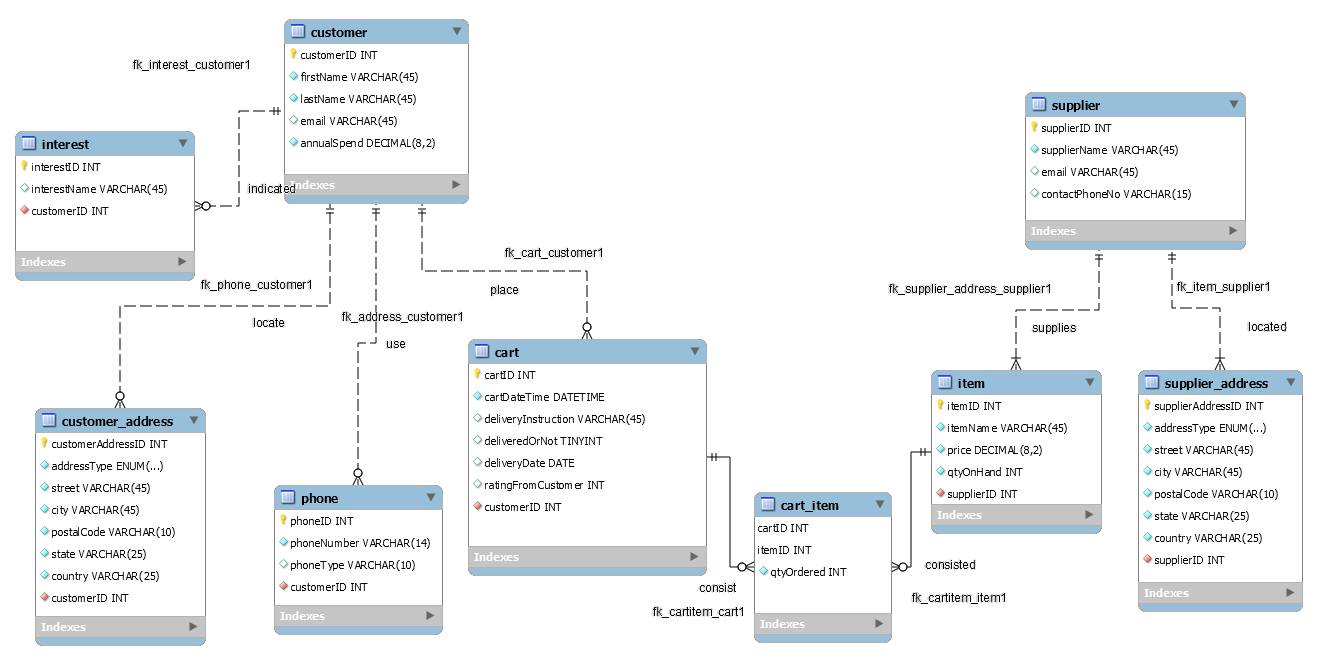 customer
customerID INT
firstName VARCHAR(45)
lastName VARCHAR(45)
email VARCHAR(45)
annualSpend DECIMAL(8,2)
Indexes
fk_interest_customer1
indicated
interest
interestID INT
interestName VARCHAR(45)
customerID INT
Indexes
supplier
supplierID INT
supplierName VARCHAR(45)
email VARCHAR(45)
contactPhoneNo VARCHAR(15)
Indexes
fk_phone_customer1
locate
fk_address_customer1
use
fk_cart_customer1
place
fk_supplier_address_supplier1
supplies
fk_item_supplier1
located
customer_address
customerAddressID INT
addressType ENUM(...)
street VARCHAR(45)
city VARCHAR(45)
postalCode VARCHAR(10)
state VARCHAR(25)
country VARCHAR(25)
customerID INT
Indexes
phone
phoneID INT
phoneNumber VARCHAR(14)
phoneType VARCHAR(10)
customerID INT
Indexes
cart
cartID INT
cartDateTime DATETIME
deliveryInstruction VARCHAR(45)
deliveredOrNot TINYINT
deliveryDate DATE
ratingFromCustomer INT
customerID INT
Indexes
consist
fk_cartitem_cart1
cart_item
cartID INT
itemID INT
qtyOrdered INT
Indexes
consisted
fk_cartitem_item1
item
itemID INT
itemName VARCHAR(45)
price DECIMAL(8,2)
qtyOnHand INT
supplierID INT
Indexes
supplier_address
supplierAddressID INT
addressType ENUM(...)
street VARCHAR(45)
city VARCHAR(45)
postalCode VARCHAR(10)
state VARCHAR(25)
country VARCHAR(25)
supplierID INT
Indexes